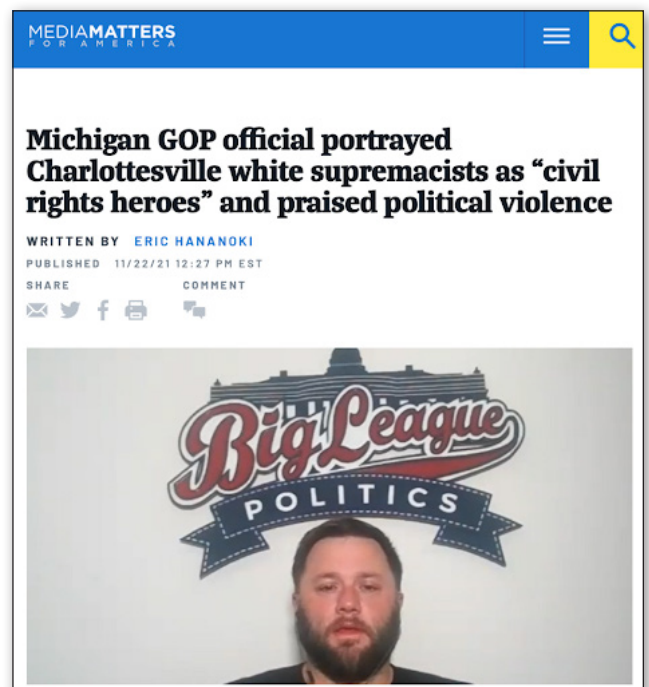 MEDIAMATTERS
FOR AMERICA
Michigan GOP official portrayed
Charlottesville white supremacists as “civil
rights heroes” and praised political violence
WRITTEN BY ERIC HANANOKI
PUBLISHED 11/22/21 12:27 PM EST
SHARE COMMENT
Big League
POLITICS